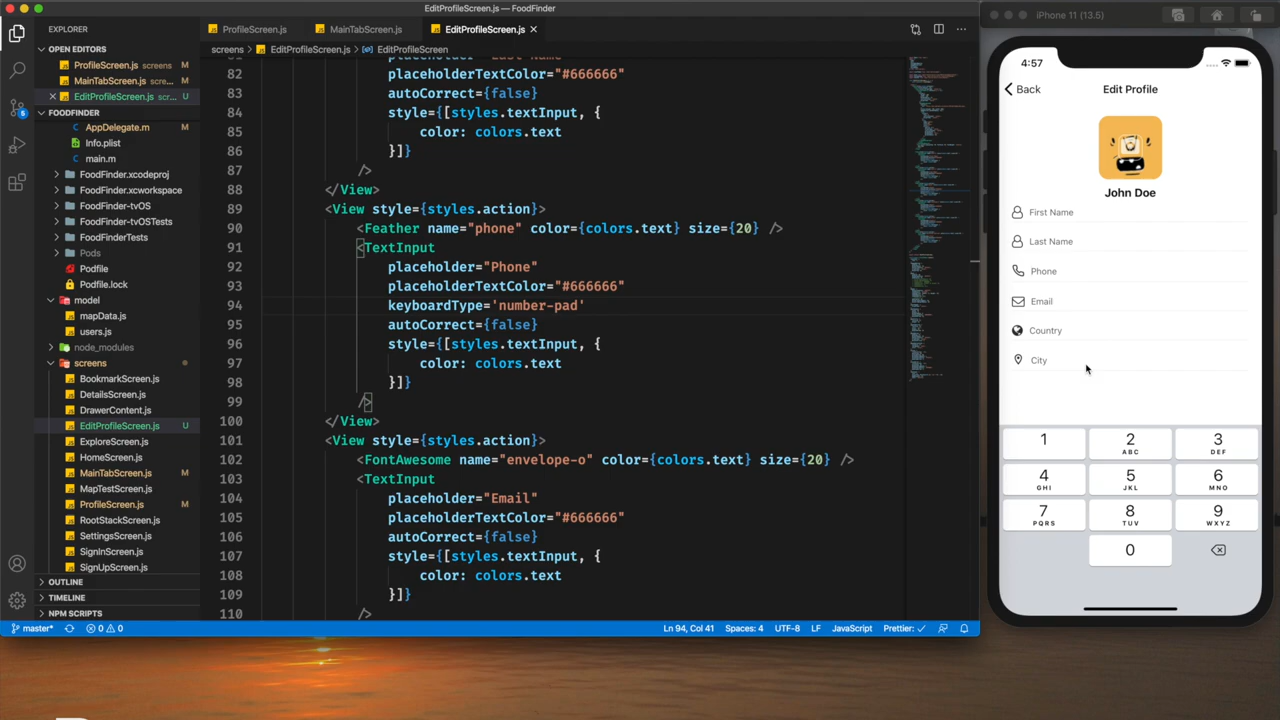 EditProfileScreen.js — FoodFinder
EXPLORER
OPEN EDITORS
ProfileScreen.js screens M
MainTabScreen.js scre... M
EditProfileScreen.js scr... U
FOODFINDER
AppDelegate.m M
Info.plist
main.m
FoodFinder.xcodeproj
FoodFinder.xcworkspace
FoodFinder-tvOS
FoodFinder-tvOSTests
FoodFinderTests
Pods
Podfile
Podfile.lock
model
mapData.js
users.js
node_modules
screens
BookmarkScreen.js
DetailsScreen.js
DrawerContent.js
EditProfileScreen.js U
ExploreScreen.js
HomeScreen.js
MainTabScreen.js M
MapTestScreen.js
ProfileScreen.js M
RootStackScreen.js
SettingsScreen.js
SignInScreen.js
SignUpScreen.js
OUTLINE
TIMELINE
NPM SCRIPTS
5
ProfileScreen.js
MainTabScreen.js
EditProfileScreen.js
screens > EditProfileScreen.js > EditProfileScreen
81 placeholder="Last Name"
82 placeholderTextColor="#666666"
83 autoCorrect={false}
84 style={[styles.textInput, {
85 color: colors.text
86 }]}
87 />
88 </View>
89 <View style={styles.action}>
90 <Feather name="phone" color={colors.text} size={20} />
91 <TextInput
92 placeholder="Phone"
93 placeholderTextColor="#666666"
94 keyboardType='number-pad'
95 autoCorrect={false}
96 style={[styles.textInput, {
97 color: colors.text
98 }]}
99 />
100 </View>
101 <View style={styles.action}>
102 <FontAwesome name="envelope-o" color={colors.text} size={20} />
103 <TextInput
104 placeholder="Email"
105 placeholderTextColor="#666666"
106 autoCorrect={false}
107 style={[styles.textInput, {
108 color: colors.text
109 }]}
110 />
master* 0 0
Ln 94, Col 41 Spaces: 4 UTF-8 LF JavaScript Prettier: ✓
iPhone 11 (13.5)
4:57
Back
Edit Profile
John Doe
First Name
Last Name
Phone
Email
Country
City
1 2 3
ABC DEF
4 5 6
GHI JKL MNO
7 8 9
PQRS TUV WXYZ
0